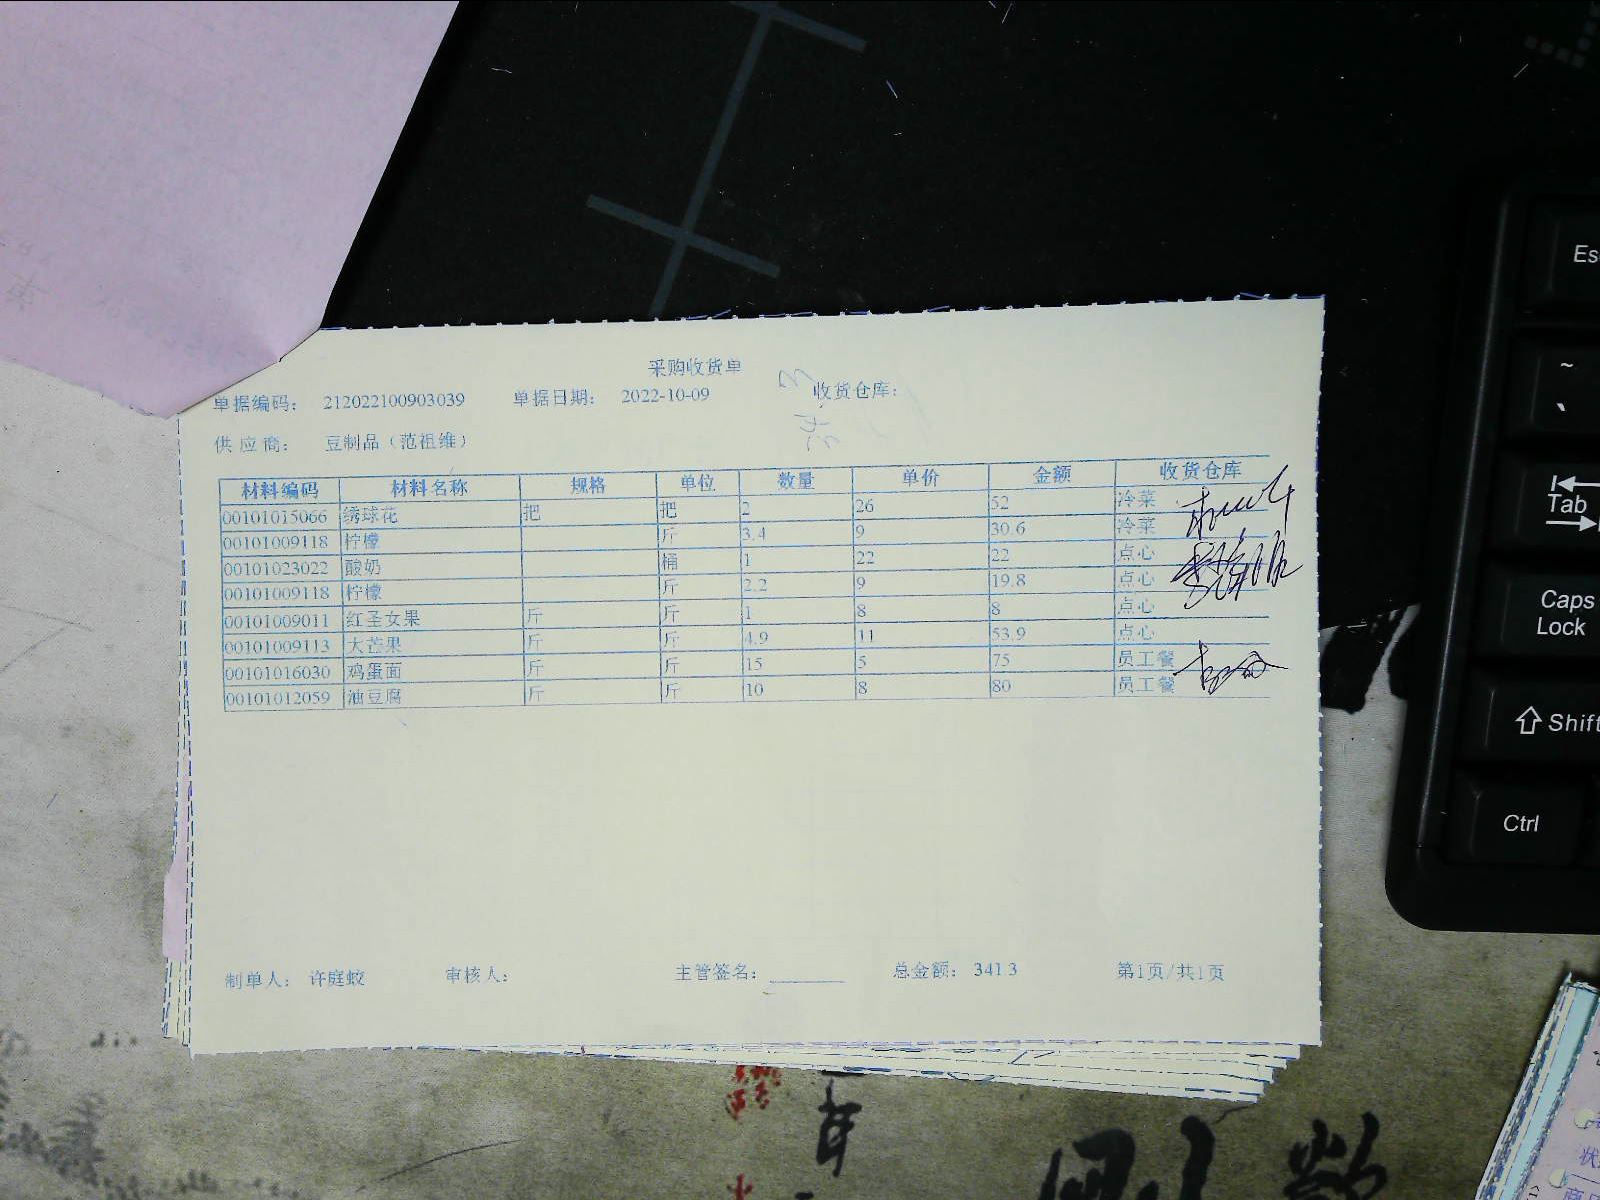 采购收货单
单据编码： 212022100903039 单据日期： 2022-10-09 收货仓库：
供应商： 豆制品（范祖维）
材料编码 材料名称 规格 单位 数量 单价 金额 收货仓库
00101015066 绣球花 把 把 2 26 52 冷菜
00101009118 柠檬 斤 3.4 9 30.6 冷菜
00101023022 酸奶 桶 1 22 22 点心
00101009118 柠檬 斤 2.2 9 19.8 点心
00101009011 红圣女果 斤 斤 1 8 8 点心
00101009113 大芒果 斤 斤 4.9 11 53.9 点心
00101016030 鸡蛋面 斤 斤 15 5 75 员工餐
00101012059 油豆腐 斤 斤 10 8 80 员工餐
制单人： 许庭蛟 审核人： 主管签名： 总金额： 341.3 第1页/共1页
Esc
~
Tab
Caps Lock
Shift
Ctrl